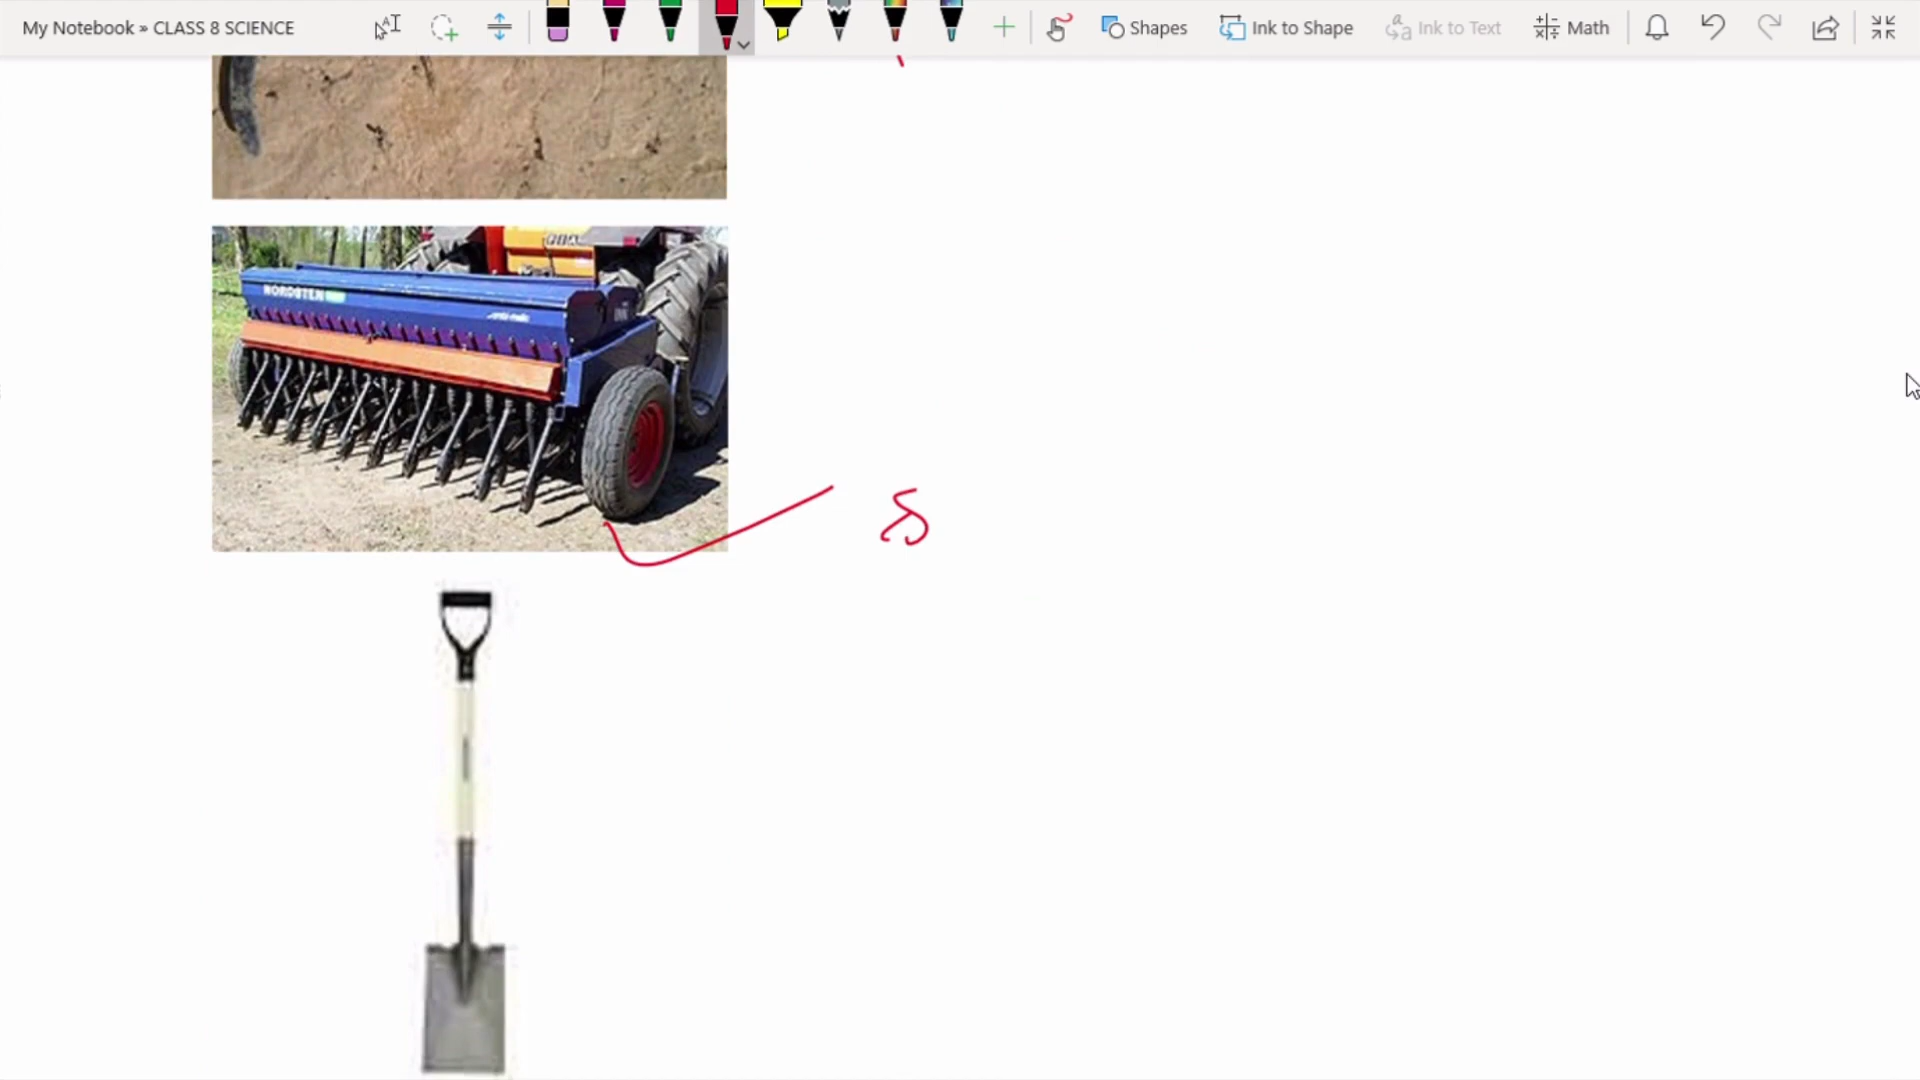 My Notebook » CLASS 8 SCIENCE
Shapes
Ink to Shape
Ink to Text
Math
NORDSTEN
S